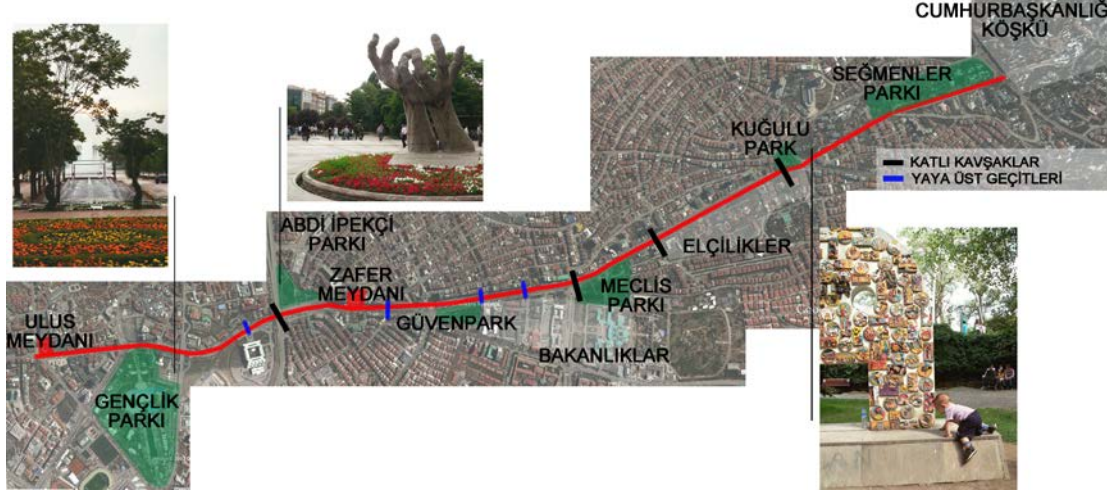 CUMHURBAŞKANLIĞ
KÖŞKÜ
SEĞMENLER
PARKI
KUĞULU
PARK
KATLI KAVŞAKLAR
YAYA ÜST GEÇİTLERİ
ABDİ İPEKÇİ
PARKI
ZAFER
MEYDANI
ELÇİLİKLER
MECLİS
PARKI
GÜVENPARK
BAKANLIKLAR
ULUS
MEYDANI
GENÇLİK
PARKI